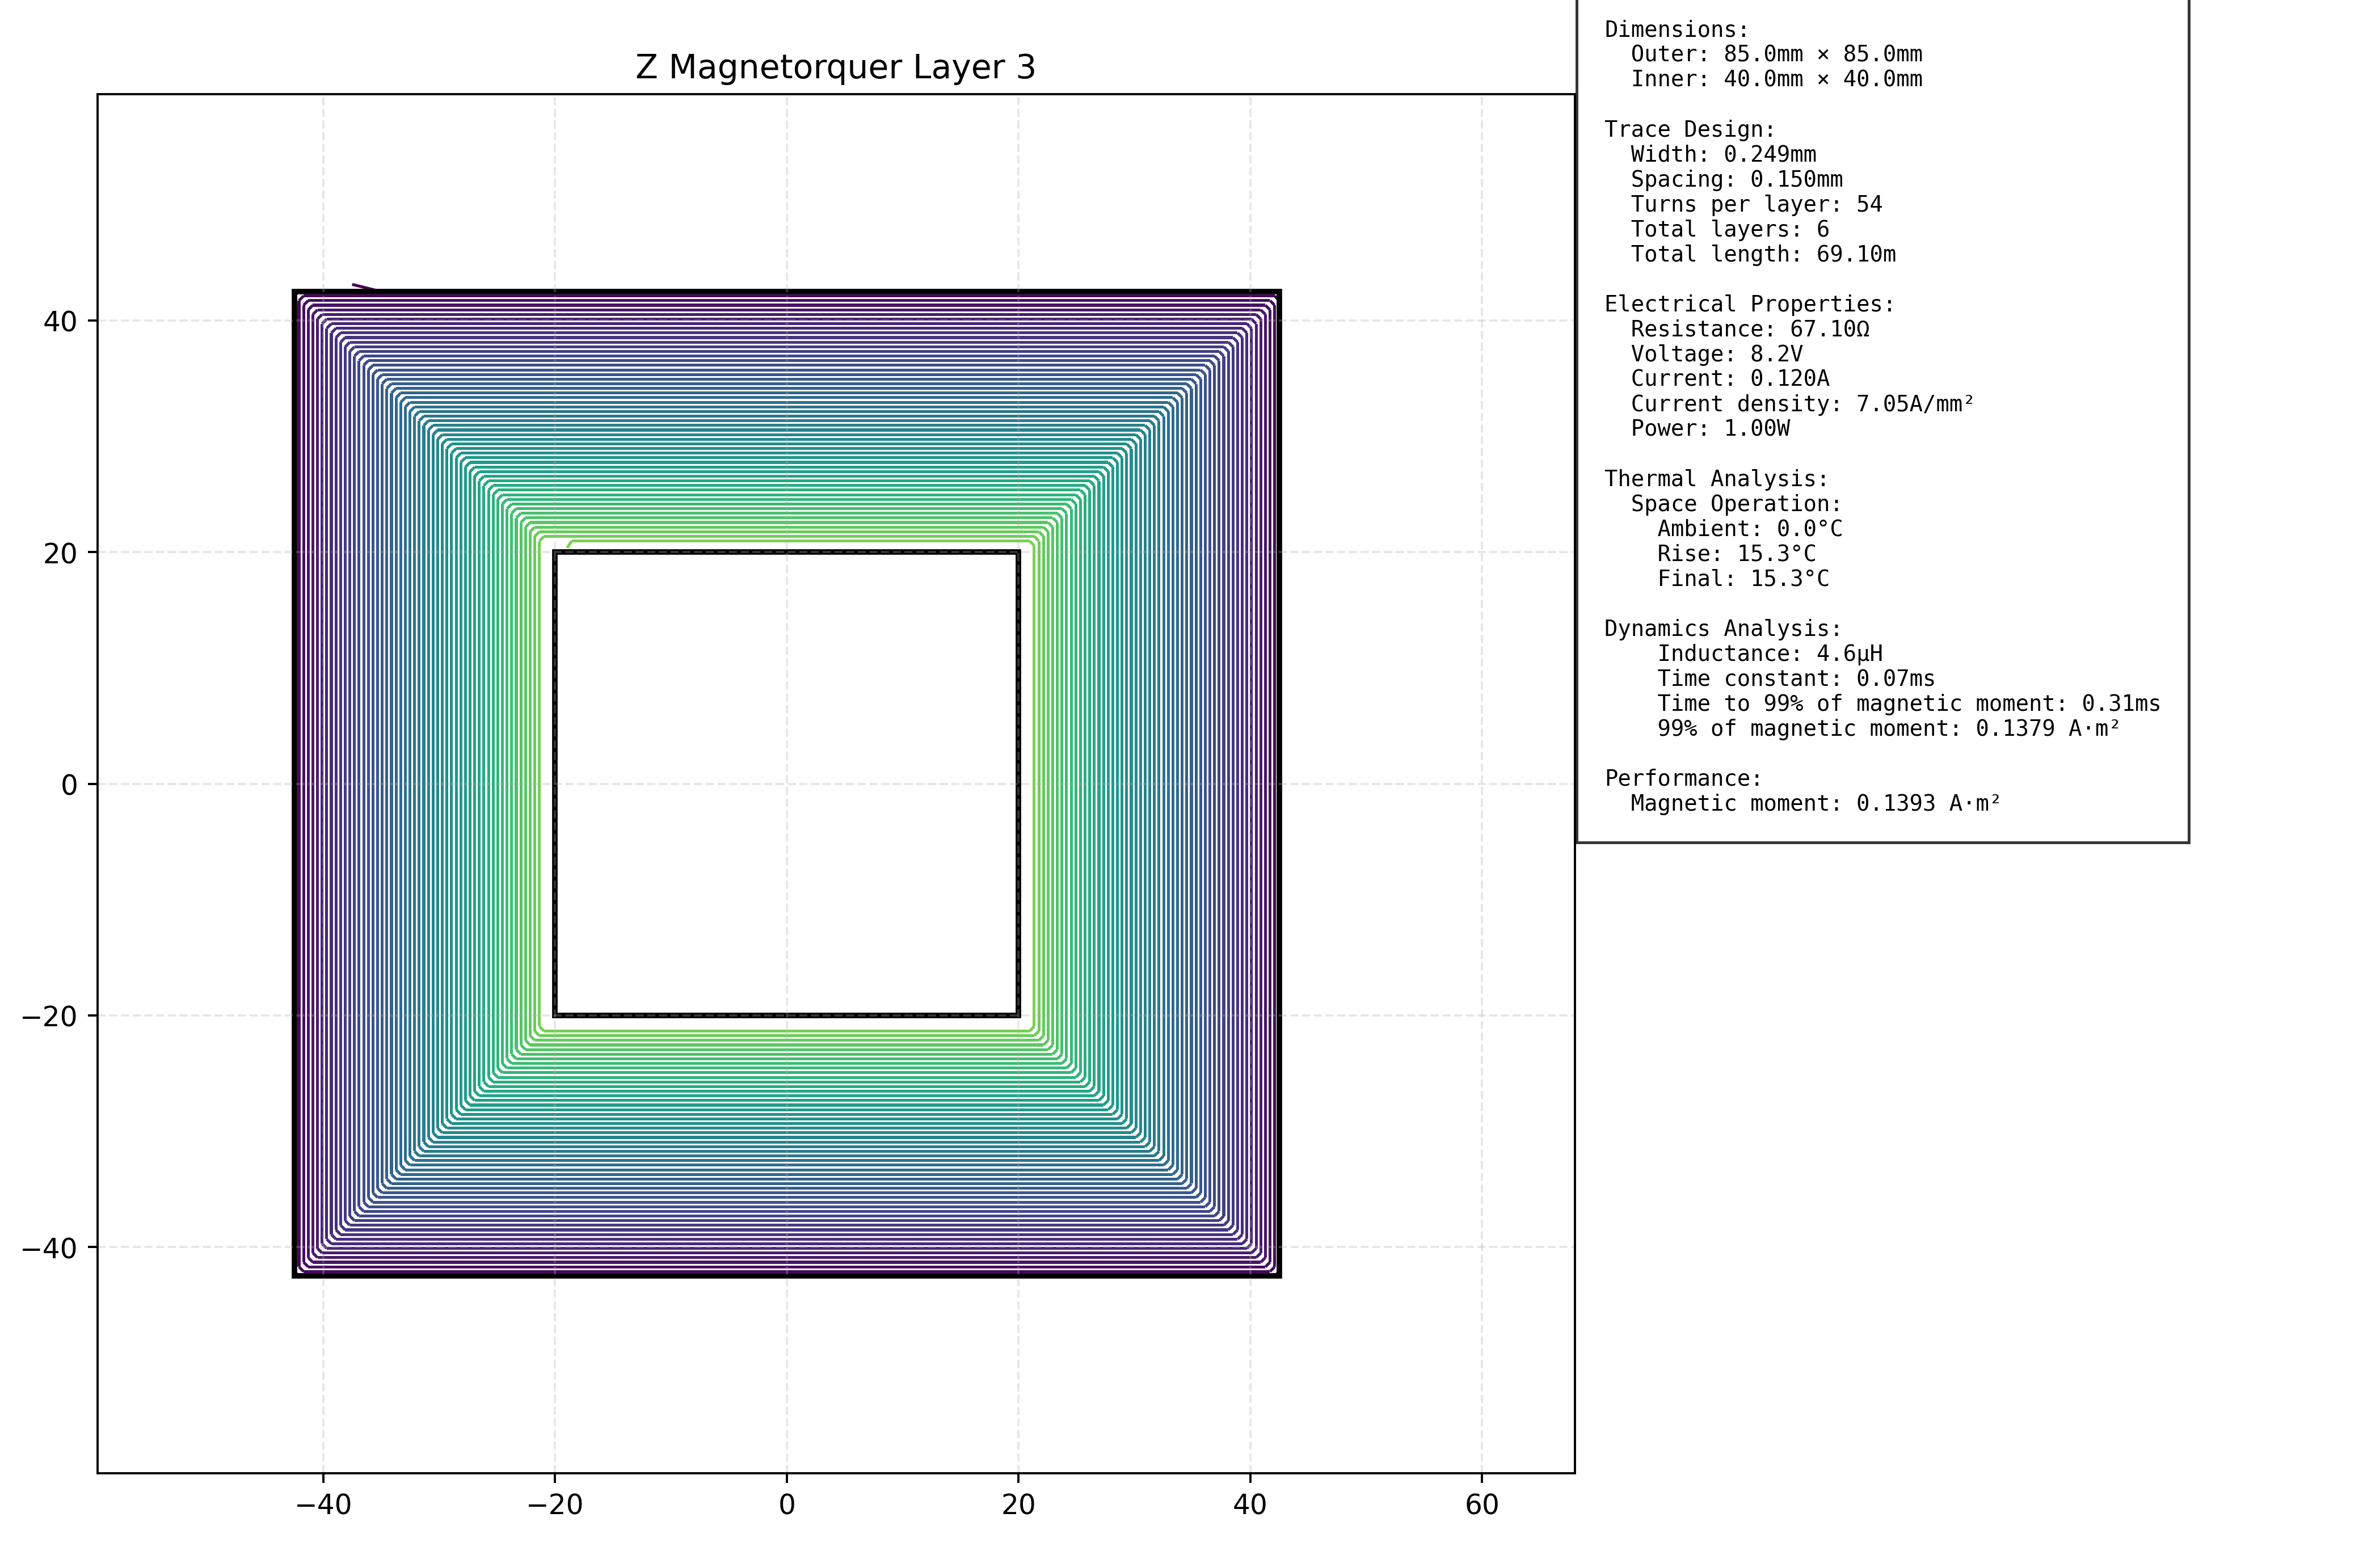 Z Magnetorquer Layer 3
40
20
0
−20
−40
−40
−20
0
20
40
60
Dimensions:
Outer: 85.0mm × 85.0mm
Inner: 40.0mm × 40.0mm
Trace Design:
Width: 0.249mm
Spacing: 0.150mm
Turns per layer: 54
Total layers: 6
Total length: 69.10m
Electrical Properties:
Resistance: 67.10Ω
Voltage: 8.2V
Current: 0.120A
Current density: 7.05A/mm²
Power: 1.00W
Thermal Analysis:
Space Operation:
Ambient: 0.0°C
Rise: 15.3°C
Final: 15.3°C
Dynamics Analysis:
Inductance: 4.6μH
Time constant: 0.07ms
Time to 99% of magnetic moment: 0.31ms
99% of magnetic moment: 0.1379 A·m²
Performance:
Magnetic moment: 0.1393 A·m²